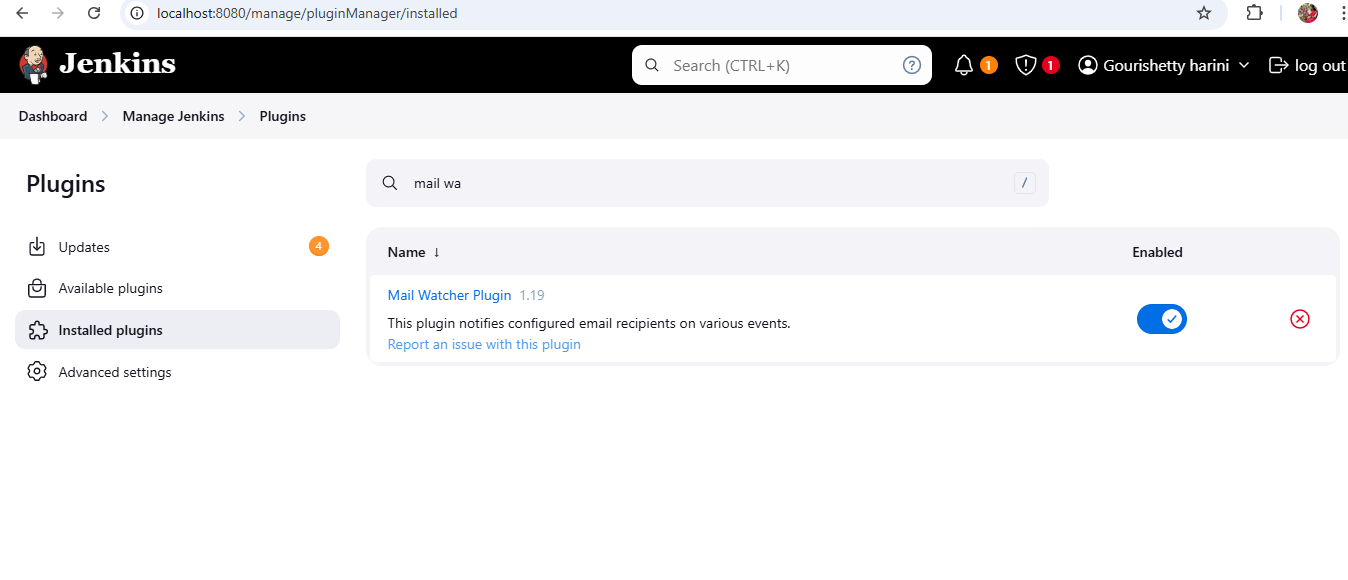 localhost:8080/manage/pluginManager/installed
Jenkins
Search (CTRL+K)
?
1
1
Gourishetty harini
log out
Dashboard > Manage Jenkins > Plugins
Plugins
mail wa
/
Updates
4
Available plugins
Installed plugins
Advanced settings
Name ↓
Enabled
Mail Watcher Plugin 1.19
This plugin notifies configured email recipients on various events.
Report an issue with this plugin